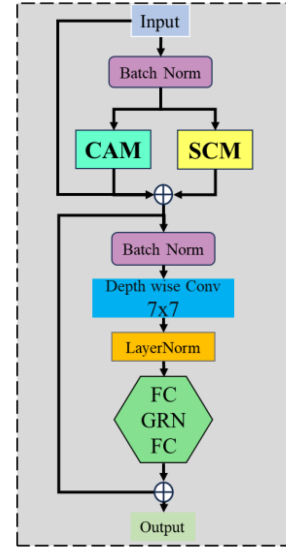 Input
Batch Norm
CAM
SCM
Batch Norm
Depth wise Conv
7x7
LayerNorm
FC
GRN
FC
Output